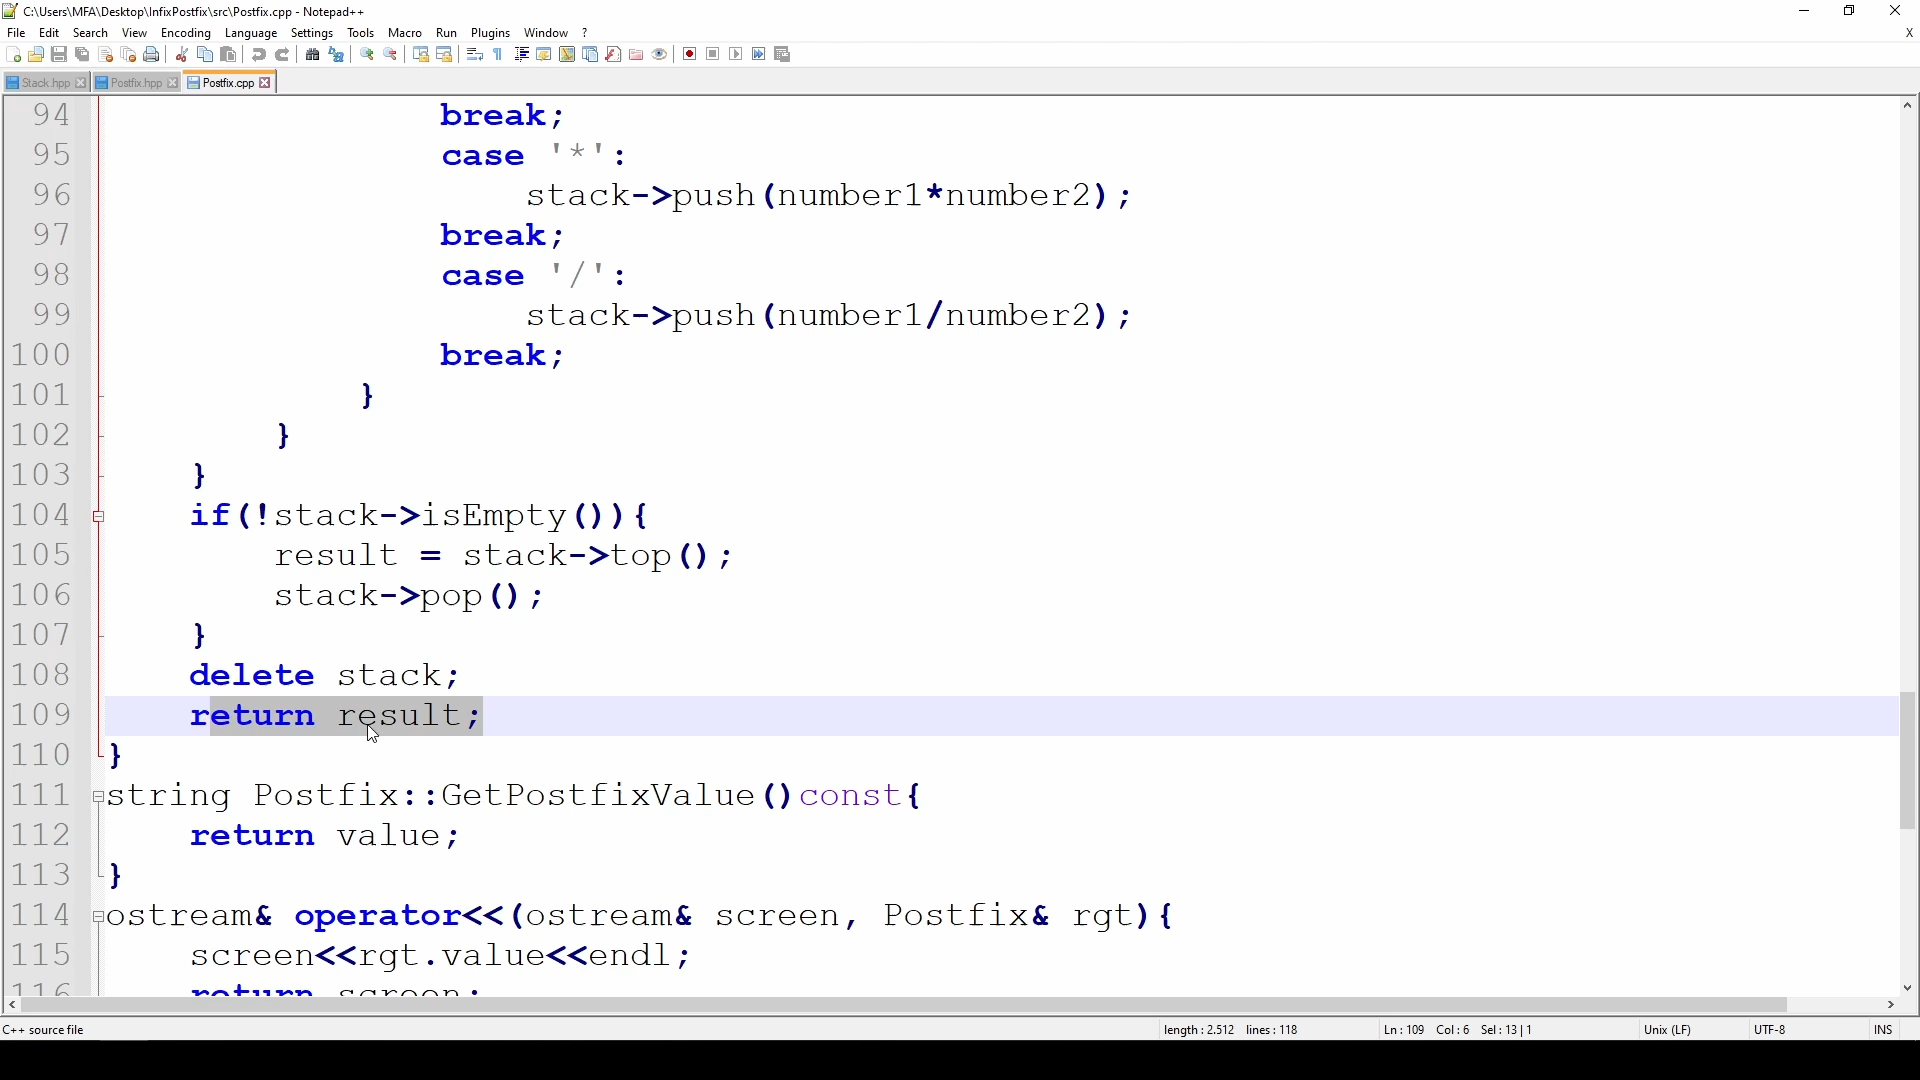 C:\Users\MFA\Desktop\InfixPostfix\src\Postfix.cpp - Notepad++
File Edit Search View Encoding Language Settings Tools Macro Run Plugins Window ? X
Stack.hpp Postfix.hpp Postfix.cpp
94 break;
95 case '*':
96 stack->push(number1*number2);
97 break;
98 case '/':
99 stack->push(number1/number2);
100 break;
101 }
102 }
103 }
104 if(!stack->isEmpty()){
105 result = stack->top();
106 stack->pop();
107 }
108 delete stack;
109 return result;
110 }
111 string Postfix::GetPostfixValue()const{
112 return value;
113 }
114 ostream& operator<<(ostream& screen, Postfix& rgt){
115 screen<<rgt.value<<endl;
116 return screen;
C++ source file length : 2.512 lines : 118 Ln : 109 Col : 6 Sel : 13 | 1 Unix (LF) UTF-8 INS